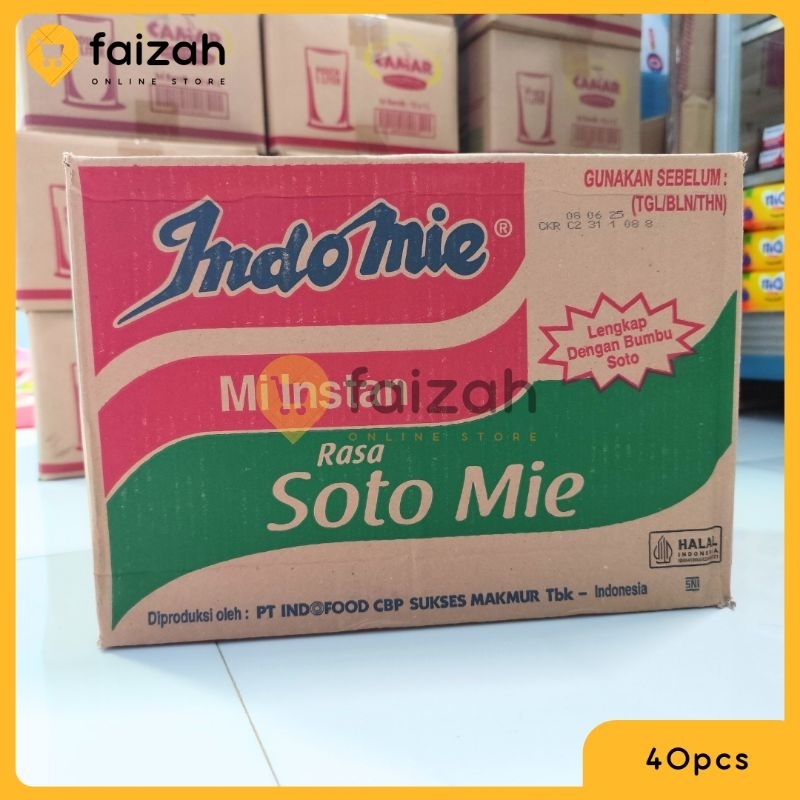 faizah
ONLINE STORE
CAMAR
CAMAR
GUNAKAN SEBELUM :
(TGL/BLN/THN)
08 06 25
CKR C2 31 1 08 8
Indomie®
Lengkap
Dengan Bumbu
Soto
Mi Instan
faizah
ONLINE STORE
Rasa
Soto Mie
HALAL
INDONESIA
SNI
Diproduksi oleh : PT INDOFOOD CBP SUKSES MAKMUR Tbk – Indonesia
40pcs